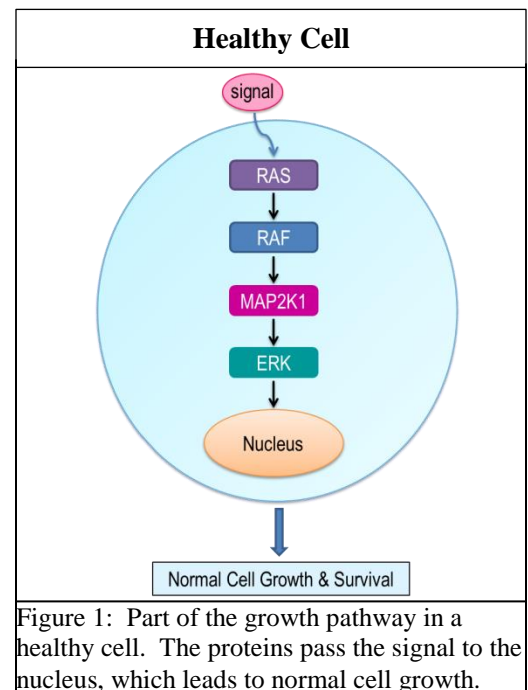 Healthy Cell
signal
RAS
RAF
MAP2K1
ERK
Nucleus
Normal Cell Growth & Survival
Figure 1: Part of the growth pathway in a
healthy cell. The proteins pass the signal to the
nucleus, which leads to normal cell growth.